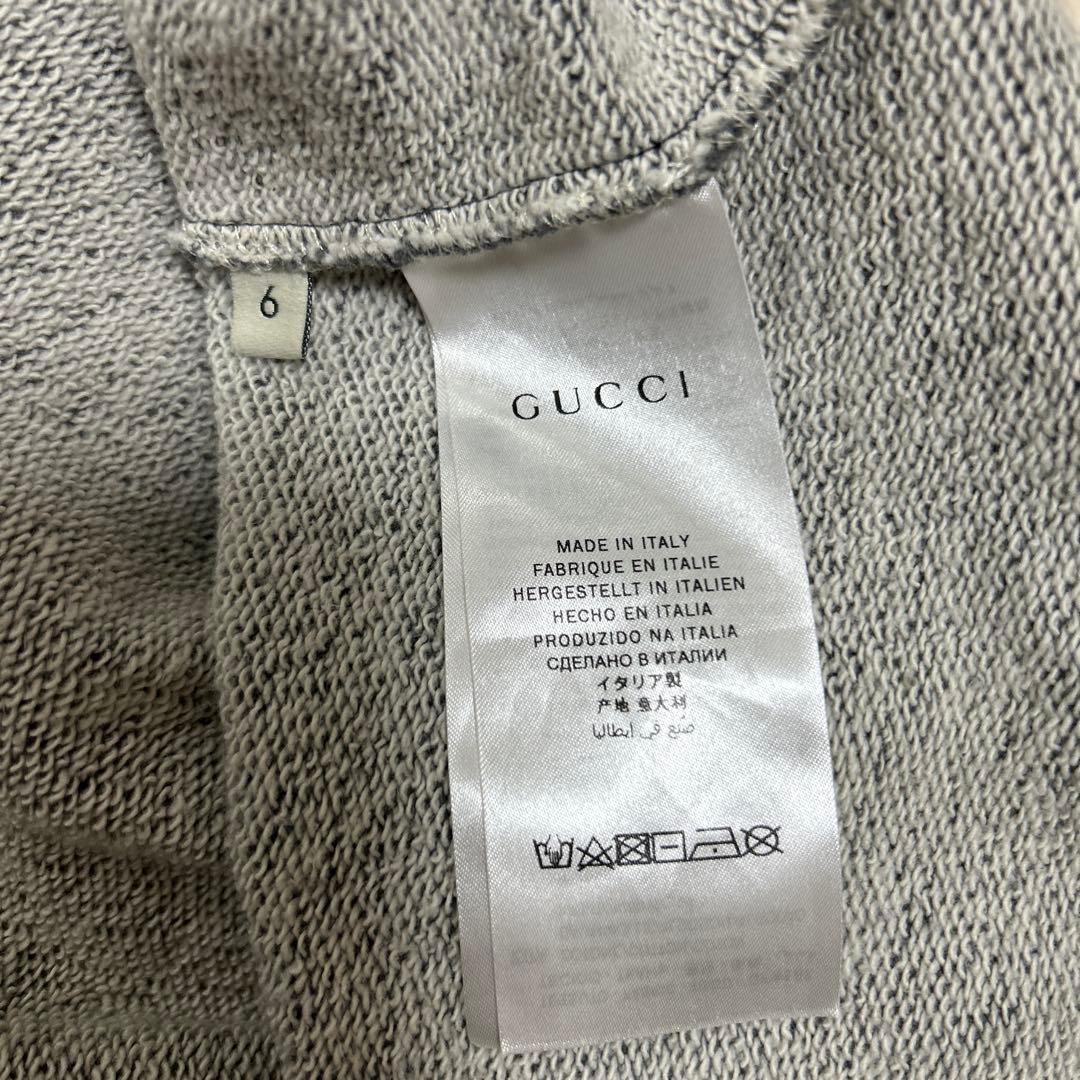 6
GUCCI
MADE IN ITALY
FABRIQUE EN ITALIE
HERGESTELLT IN ITALIEN
HECHO EN ITALIA
PRODUZIDO NA ITALIA
СДЕЛАНО В ИТАЛИИ
イタリア製
产地 意大利
صنع في إيطاليا